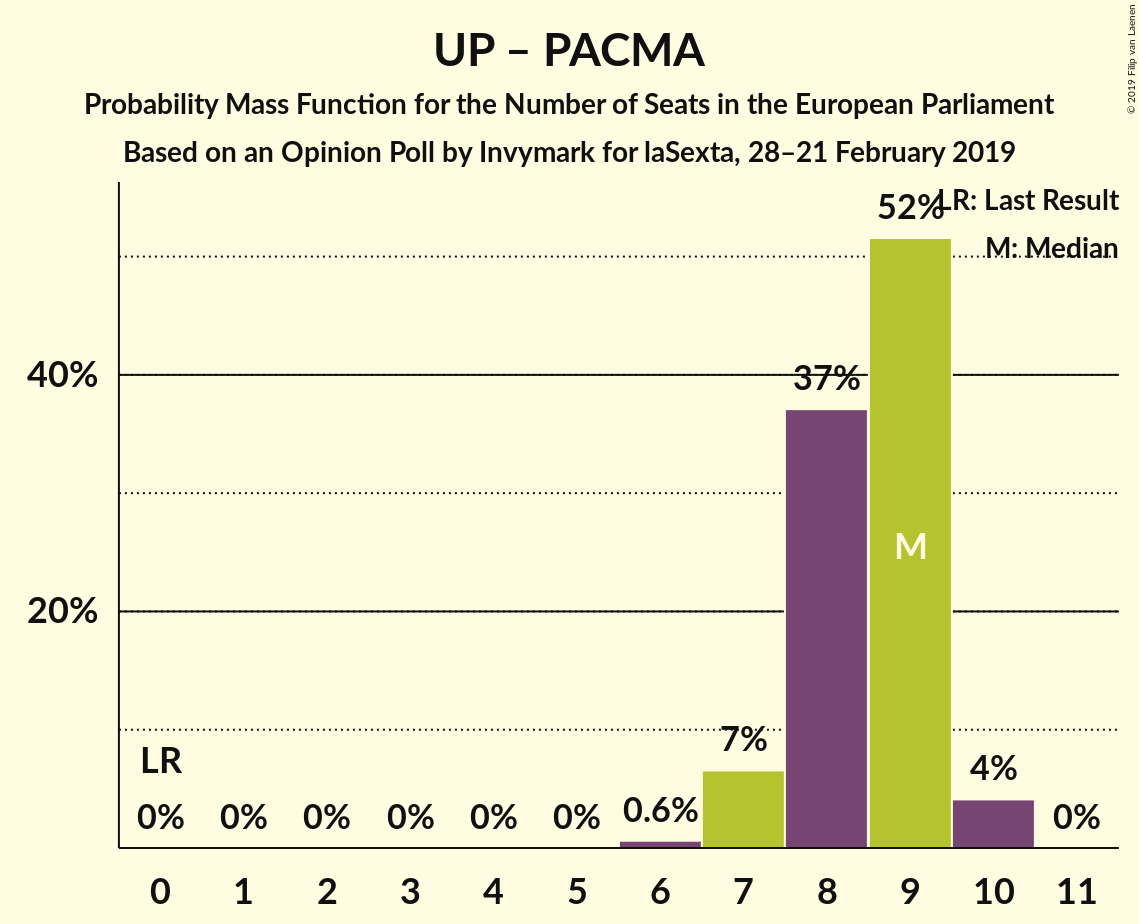 UP – PACMA
Probability Mass Function for the Number of Seats in the European Parliament
Based on an Opinion Poll by Invymark for laSexta, 28–21 February 2019
© 2019 Filip van Laenen
LR: Last Result
M: Median
52%
40%
37%
M
20%
7%
LR
4%
0% 0% 0% 0% 0% 0% 0.6% 0%
0 1 2 3 4 5 6 7 8 9 10 11